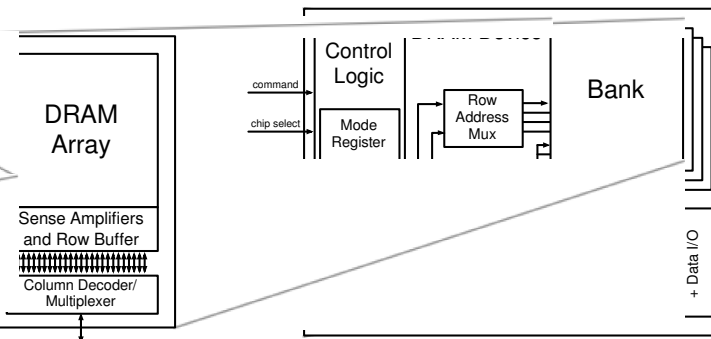 DRAM
Array
Sense Amplifiers
and Row Buffer
Column Decoder/
Multiplexer
command
chip select
Control
Logic
Mode
Register
Row
Address
Mux
Bank
+ Data I/O